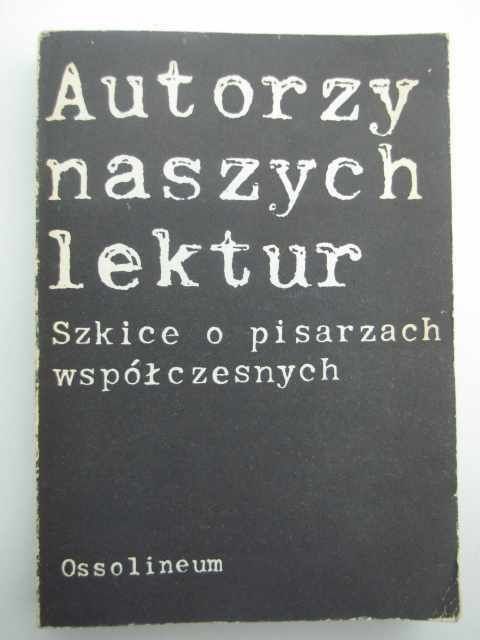 Autorzy
naszych
lektur
Szkice o pisarzach
współczesnych
Ossolineum